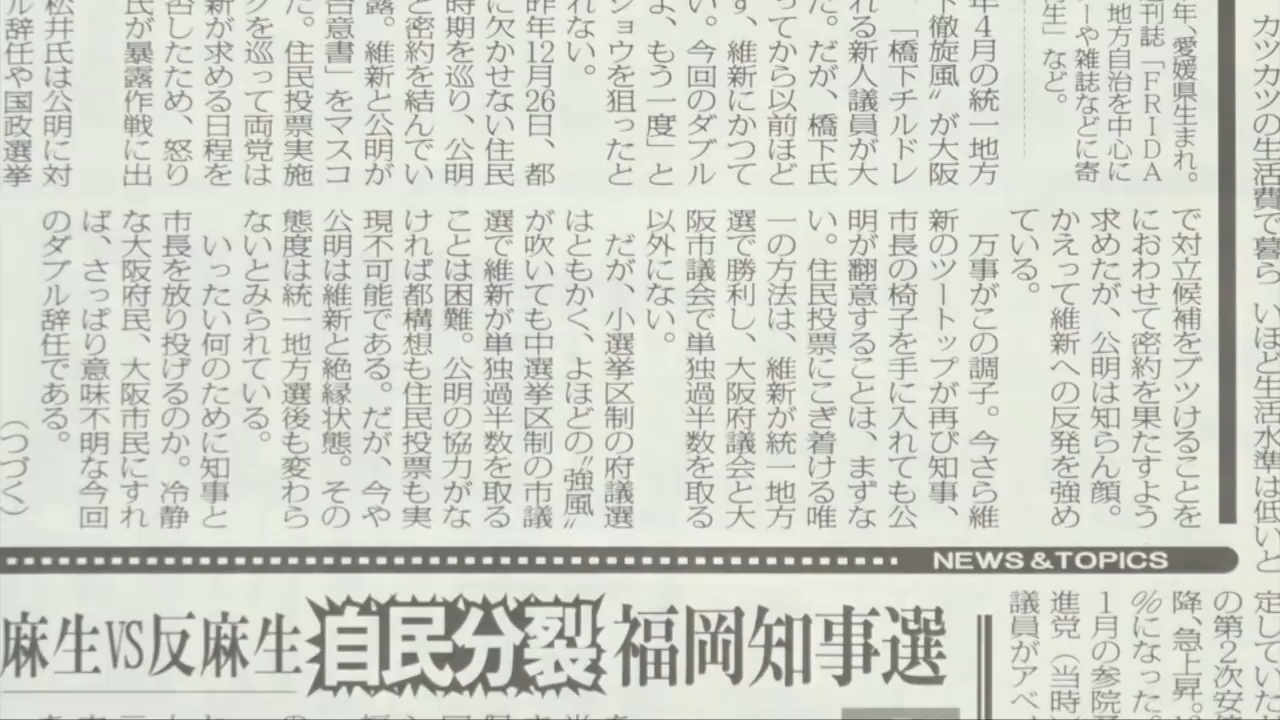 カツカツの生活費で暮ら
いほど生活水準は低いと
年、愛媛県生まれ。
週刊誌「FRIDA
地方自治を中心に
ーや雑誌などに寄
生」など。
年4月の統一地方
下徹旋風〟が大阪
「橋下チルドレ
れる新人議員が大
た。だが、橋下氏
ってから以前ほど
ず、維新にかつて
い。今回のダブル
よ、もう一度」と
ショウを狙ったと
れない。
昨年12月26日、都
に欠かせない住民
時期を巡り、公明
と密約を結んでい
露。維新と公明が
合意書」をマスコ
た。住民投票実施
グを巡って両党は
新が求める日程を
否したため、怒り
氏が暴露作戦に出
松井氏は公明に対
ル辞任や国政選挙
で対立候補をブツけることを
におわせて密約を果たすよう
求めたが、公明は知らん顔。
かえって維新への反発を強め
ている。
万事がこの調子。今さら維
新のツートップが再び知事、
市長の椅子を手に入れても公
明が翻意することは、まずな
い。住民投票にこぎ着ける唯
一の方法は、維新が統一地方
選で勝利し、大阪府議会と大
阪市議会で単独過半数を取る
以外にない。
だが、小選挙区制の府議選
はともかく、よほどの〝強風〟
が吹いても中選挙区制の市議
選で維新が単独過半数を取る
ことは困難。公明の協力がな
ければ都構想も住民投票も実
現不可能である。だが、今や
公明は維新と絶縁状態。その
態度は統一地方選後も変わら
ないとみられている。
いったい何のために知事と
市長を放り投げるのか。冷静
な大阪府民、大阪市民にすれ
ば、さっぱり意味不明な今回
のダブル辞任である。
(つづく)
NEWS&TOPICS
麻生VS反麻生 自民分裂 福岡知事選
定していた
の第2次安
降、急上昇。
%になった
1月の参院
進党(当時
議員がアベ